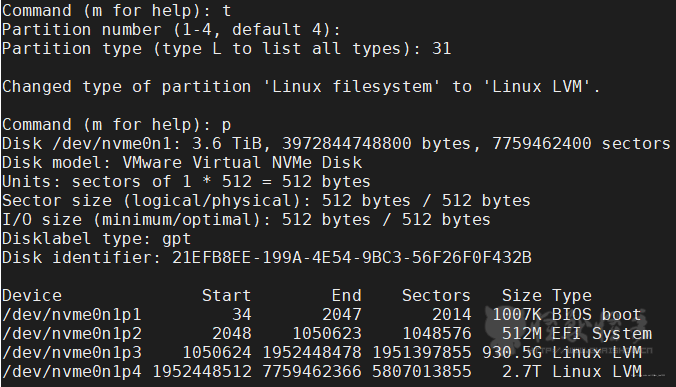 Command (m for help): t
Partition number (1-4, default 4):
Partition type (type L to list all types): 31
Changed type of partition 'Linux filesystem' to 'Linux LVM'.
Command (m for help): p
Disk /dev/nvme0n1: 3.6 TiB, 3972844748800 bytes, 7759462400 sectors
Disk model: VMware Virtual NVMe Disk
Units: sectors of 1 * 512 = 512 bytes
Sector size (logical/physical): 512 bytes / 512 bytes
I/O size (minimum/optimal): 512 bytes / 512 bytes
Disklabel type: gpt
Disk identifier: 21EFB8EE-199A-4E54-9BC3-56F26F0F432B
Device Start End Sectors Size Type
/dev/nvme0n1p1 34 2047 2014 1007K BIOS boot
/dev/nvme0n1p2 2048 1050623 1048576 512M EFI System
/dev/nvme0n1p3 1050624 1952448478 1951397855 930.5G Linux LVM
/dev/nvme0n1p4 1952448512 7759462366 5807013855 2.7T Linux LVM